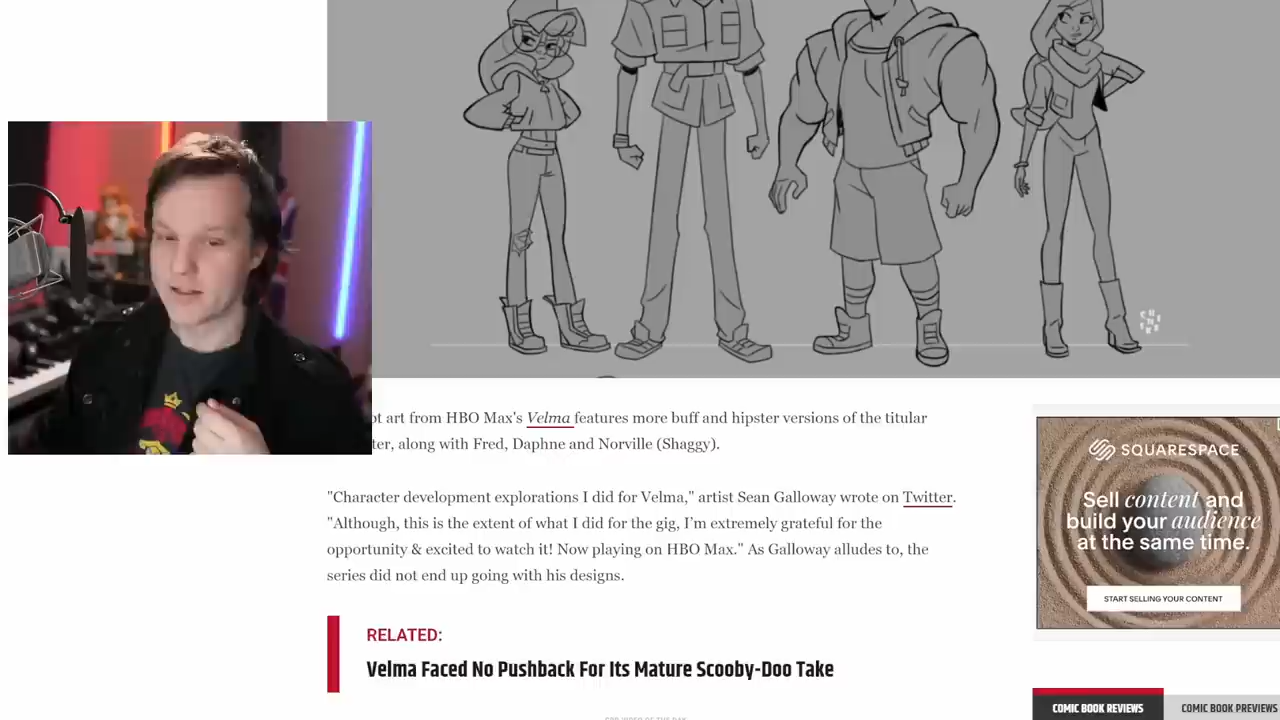 ot art from HBO Max's Velma features more buff and hipster versions of the titular
ter, along with Fred, Daphne and Norville (Shaggy).
"Character development explorations I did for Velma," artist Sean Galloway wrote on Twitter.
"Although, this is the extent of what I did for the gig, I'm extremely grateful for the
opportunity & excited to watch it! Now playing on HBO Max." As Galloway alludes to, the
series did not end up going with his designs.
RELATED:
Velma Faced No Pushback For Its Mature Scooby-Doo Take
SQUARESPACE
Sell content and
build your audience
at the same time.
START SELLING YOUR CONTENT
COMIC BOOK REVIEWS
COMIC BOOK PREVIEWS